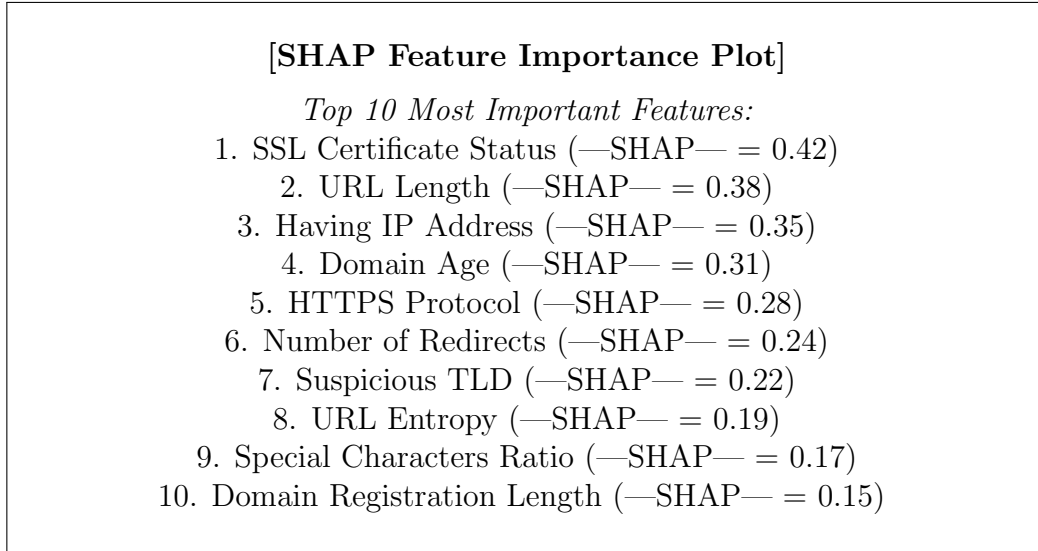 [SHAP Feature Importance Plot]
Top 10 Most Important Features:
1. SSL Certificate Status (—SHAP— = 0.42)
2. URL Length (—SHAP— = 0.38)
3. Having IP Address (—SHAP— = 0.35)
4. Domain Age (—SHAP— = 0.31)
5. HTTPS Protocol (—SHAP— = 0.28)
6. Number of Redirects (—SHAP— = 0.24)
7. Suspicious TLD (—SHAP— = 0.22)
8. URL Entropy (—SHAP— = 0.19)
9. Special Characters Ratio (—SHAP— = 0.17)
10. Domain Registration Length (—SHAP— = 0.15)